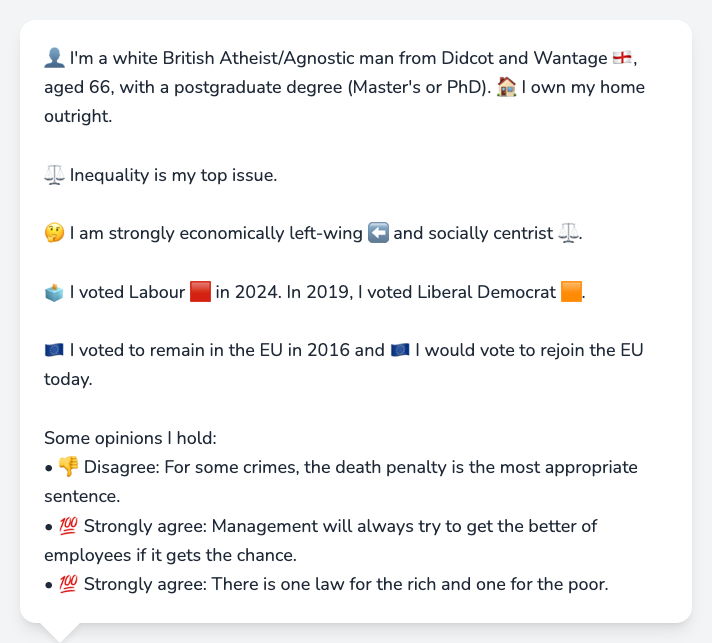 👤 I'm a white British Atheist/Agnostic man from Didcot and Wantage 🏴󠁧󠁢󠁥󠁮󠁧󠁿,
aged 66, with a postgraduate degree (Master's or PhD). 🏠 I own my home
outright.
⚖️ Inequality is my top issue.
🤔 I am strongly economically left-wing ⬅️ and socially centrist ⚖️.
🗳️ I voted Labour 🟥 in 2024. In 2019, I voted Liberal Democrat 🟧.
🇪🇺 I voted to remain in the EU in 2016 and 🇪🇺 I would vote to rejoin the EU
today.
Some opinions I hold:
• 👎 Disagree: For some crimes, the death penalty is the most appropriate
sentence.
• 💯 Strongly agree: Management will always try to get the better of
employees if it gets the chance.
• 💯 Strongly agree: There is one law for the rich and one for the poor.